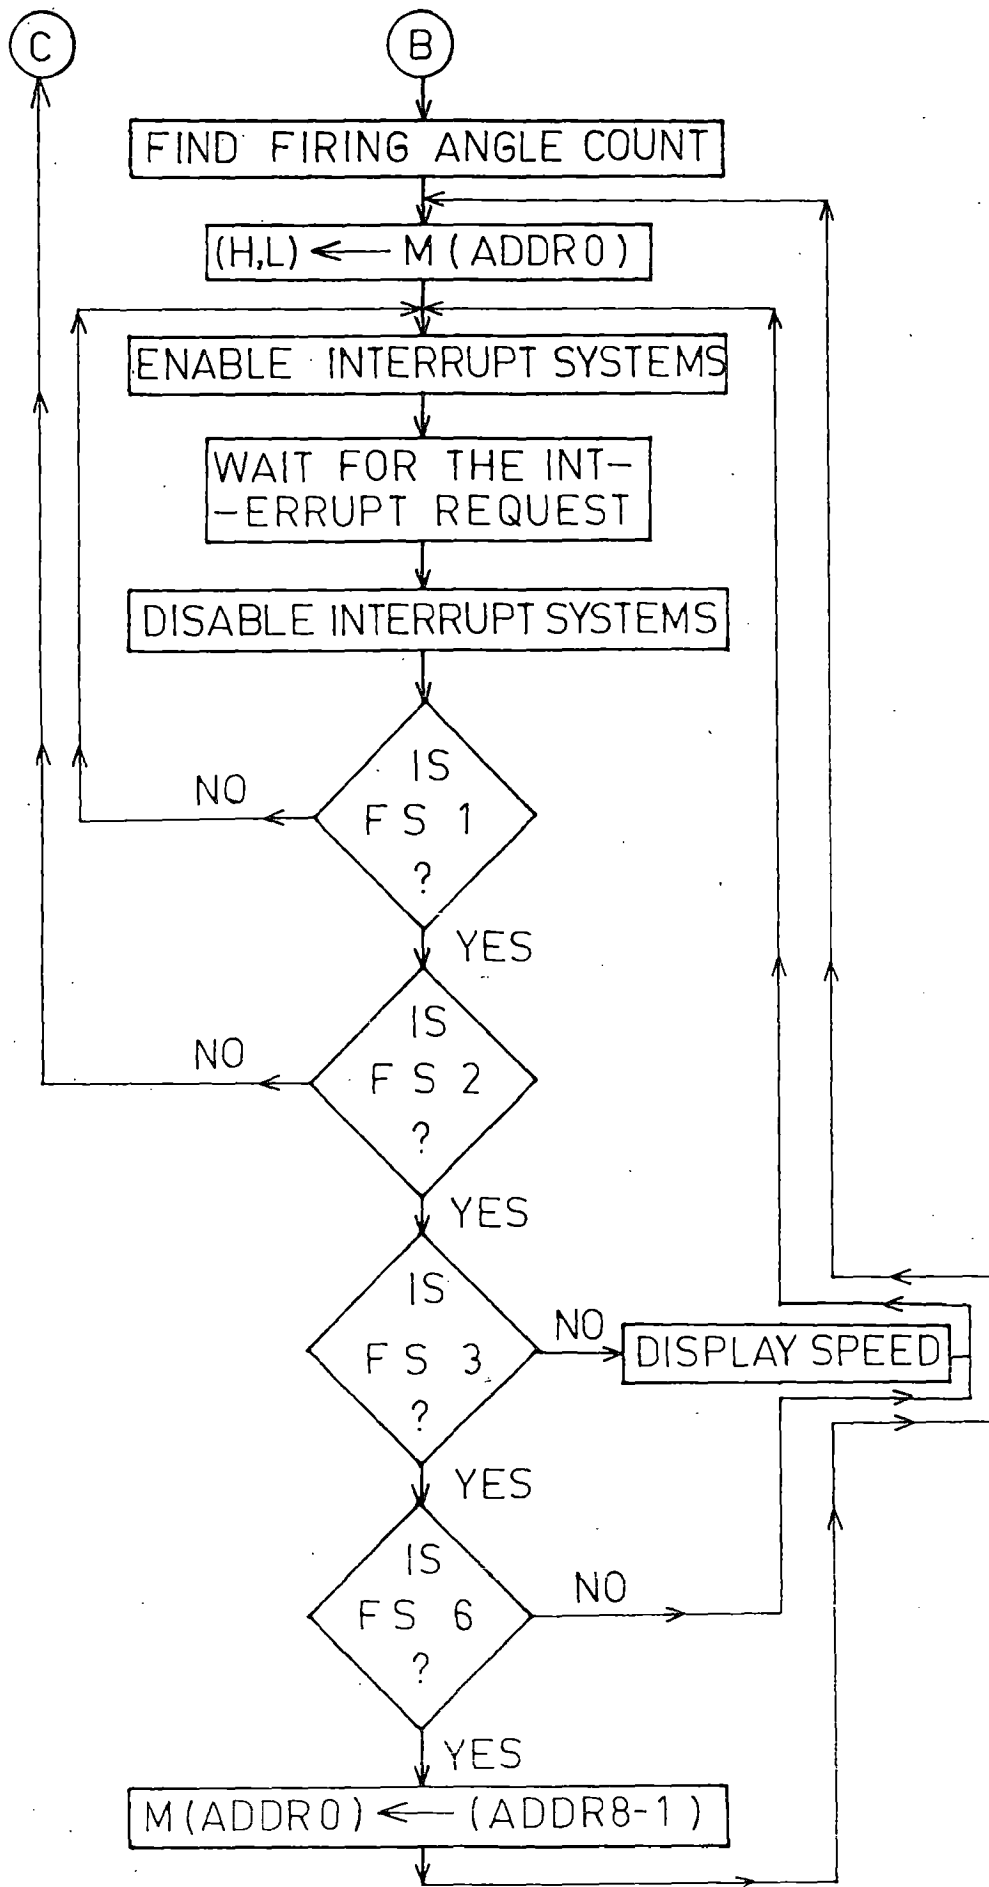 C
B
FIND FIRING ANGLE COUNT
(H,L) ← M (ADDR0)
ENABLE INTERRUPT SYSTEMS
WAIT FOR THE INT-
-ERRUPT REQUEST
DISABLE INTERRUPT SYSTEMS
IS
FS 1
?
NO
YES
IS
FS 2
?
NO
YES
IS
FS 3
?
NO
DISPLAY SPEED
YES
IS
FS 6
?
NO
YES
M(ADDR0) ← (ADDR8-1)